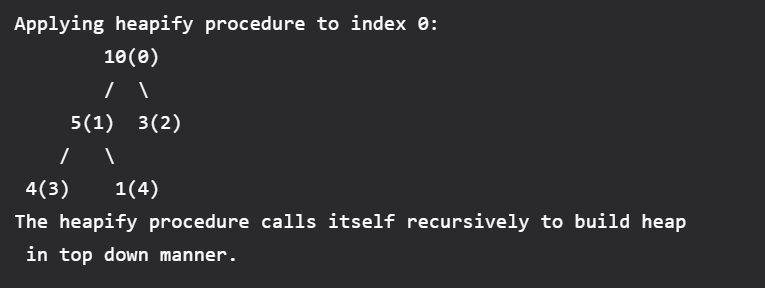 Applying heapify procedure to index 0:
10(0)
/ \
5(1) 3(2)
/ \
4(3) 1(4)
The heapify procedure calls itself recursively to build heap
in top down manner.